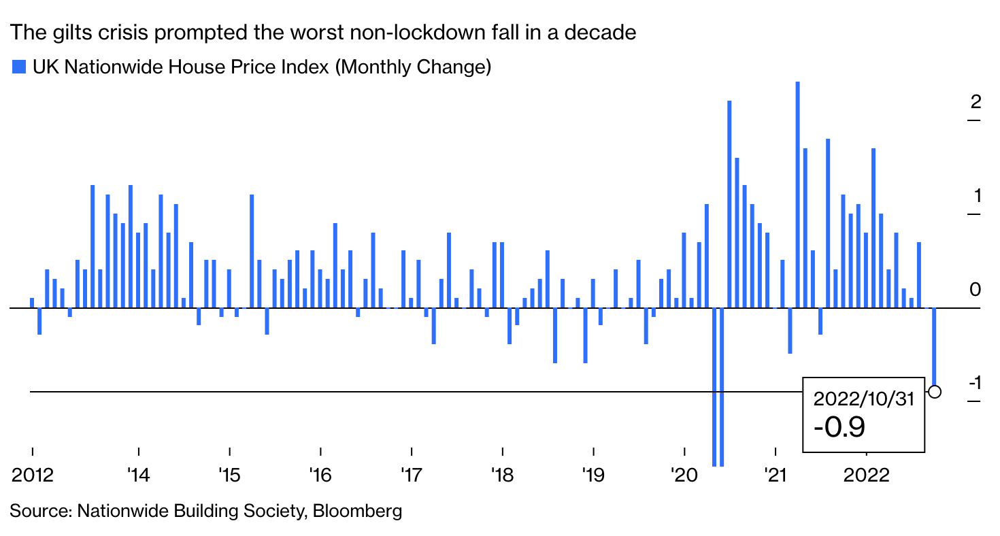 The gilts crisis prompted the worst non-lockdown fall in a decade
UK Nationwide House Price Index (Monthly Change)
2
1
0
-1
2022/10/31
-0.9
2012 '14 '15 '16 '17 '18 '19 '20 '21 2022
Source: Nationwide Building Society, Bloomberg